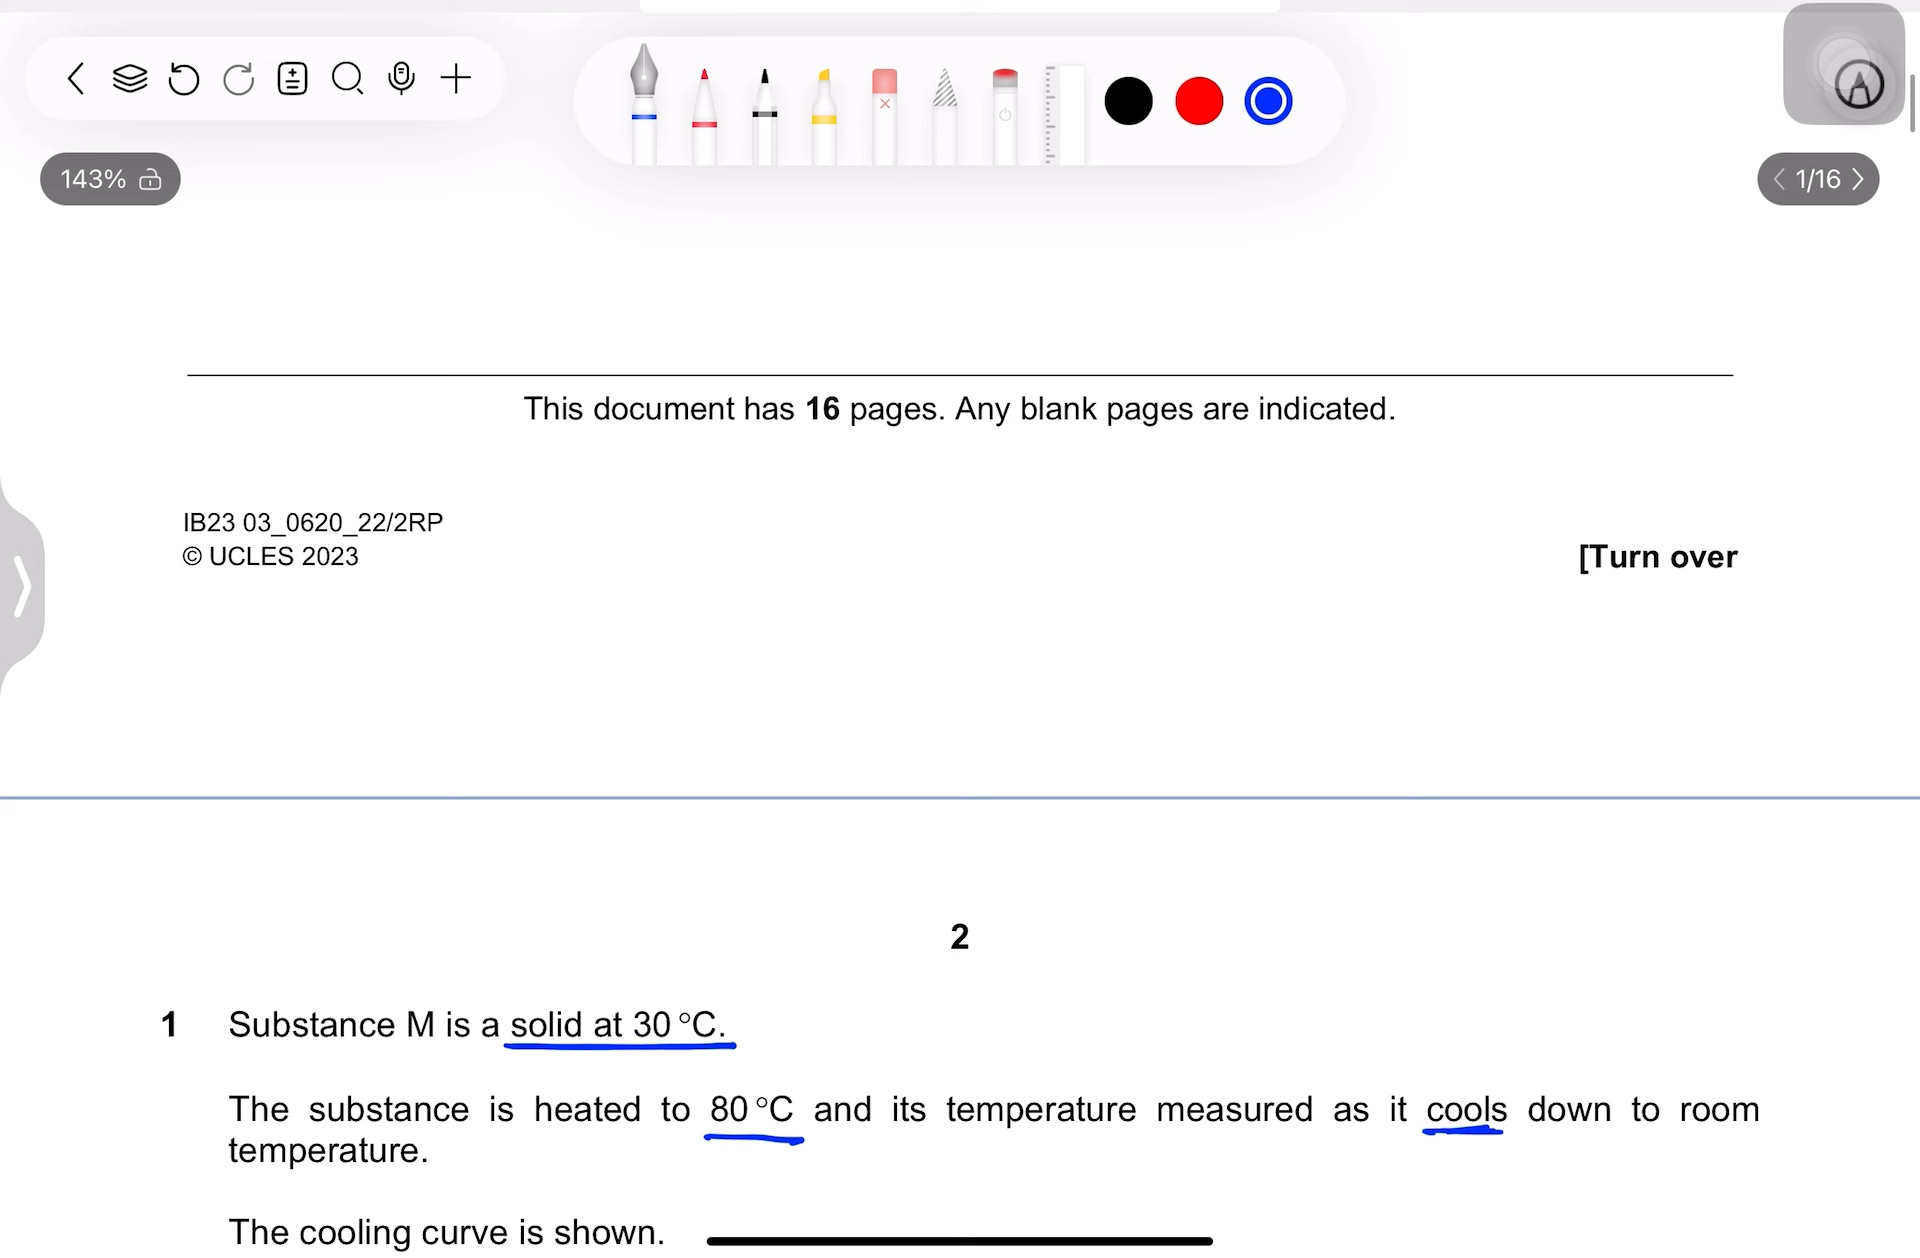 143%
1/16
This document has 16 pages. Any blank pages are indicated.
IB23 03_0620_22/2RP
© UCLES 2023
[Turn over
2
1 Substance M is a solid at 30 °C.
The substance is heated to 80 °C and its temperature measured as it cools down to room
temperature.
The cooling curve is shown.